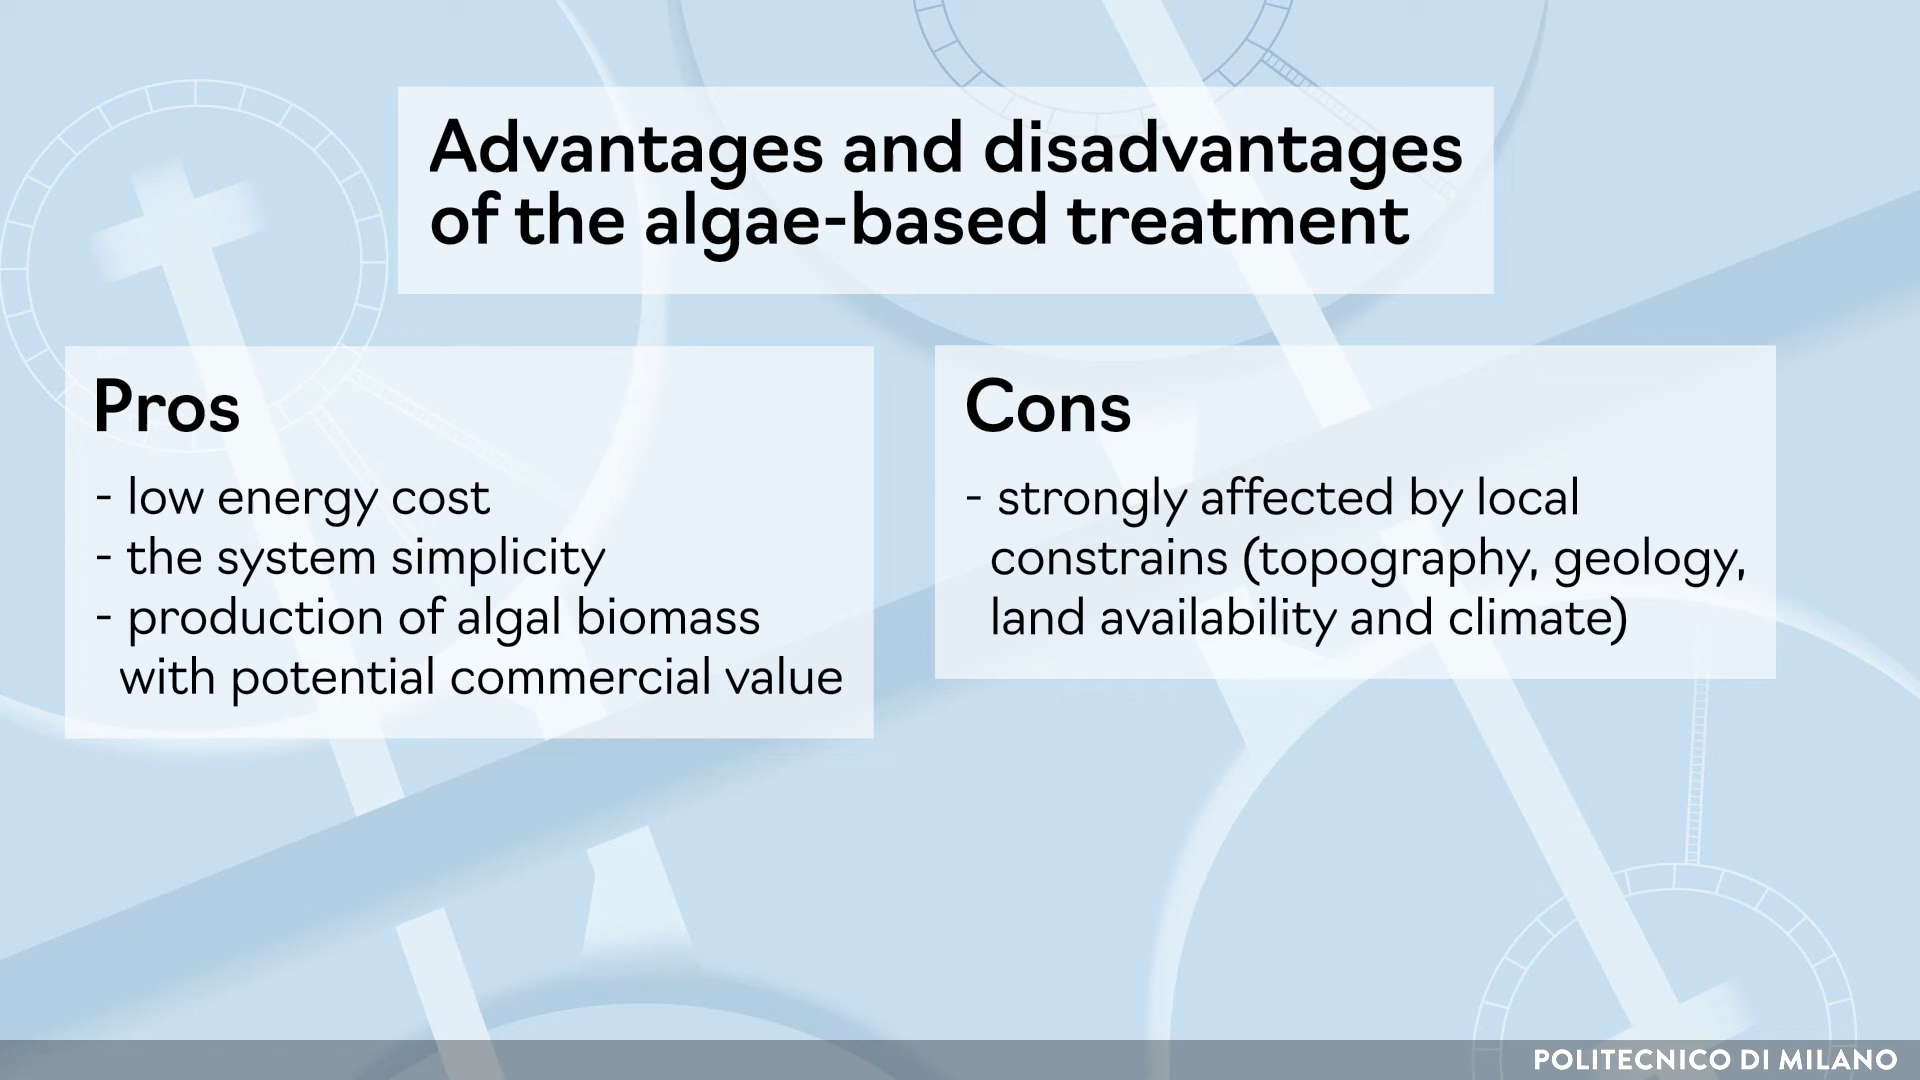 Advantages and disadvantages
of the algae-based treatment
Pros
- low energy cost
- the system simplicity
- production of algal biomass
with potential commercial value
Cons
- strongly affected by local
constrains (topography, geology,
land availability and climate)
POLITECNICO DI MILANO